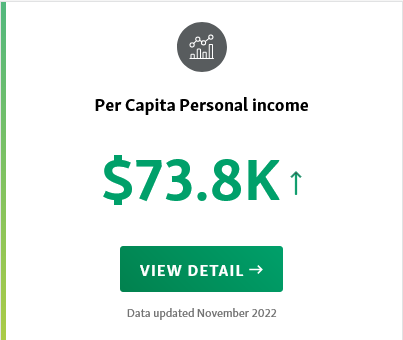 Per Capita Personal income
$73.8K ↑
VIEW DETAIL →
Data updated November 2022